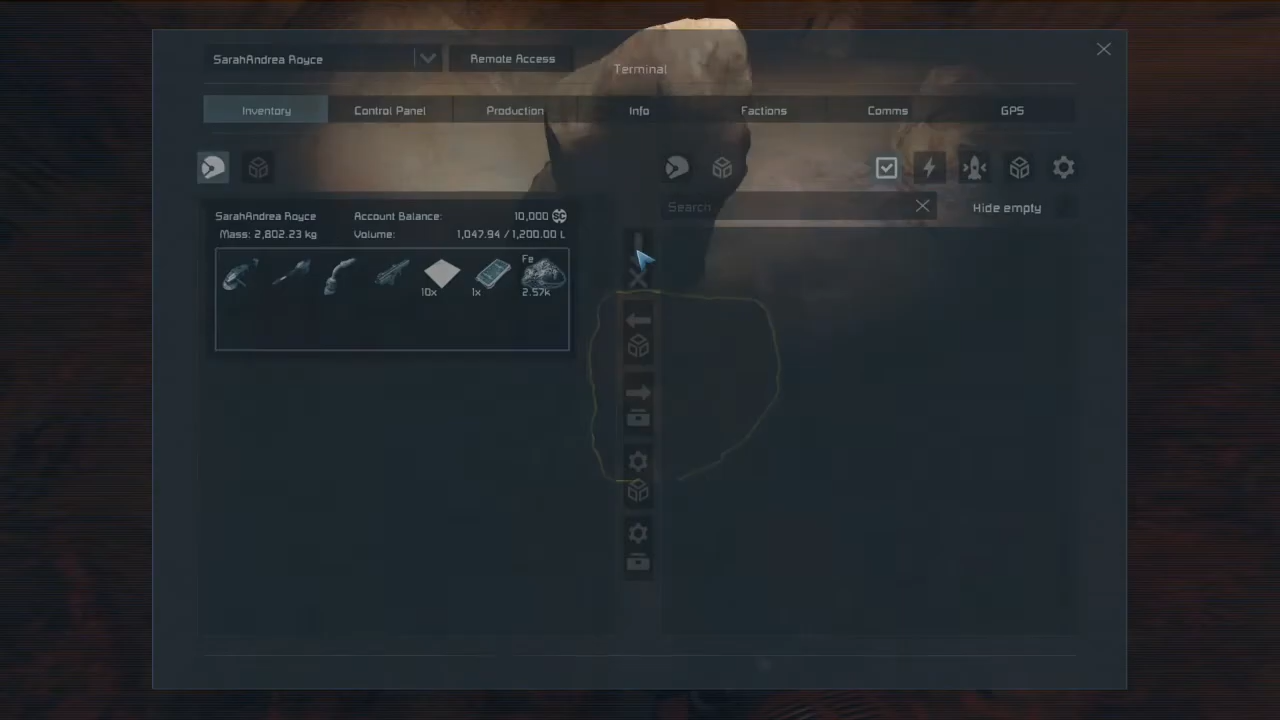 SarahAndrea Royce
Remote Access
Terminal
Inventory
Control Panel
Production
Info
Factions
Comms
GPS
Search
Hide empty
SarahAndrea Royce Account Balance: 10,000 SC
Mass: 2,802.23 kg Volume: 1,047.94 / 1,200.00 L
Fe
10x
1x
2.57k